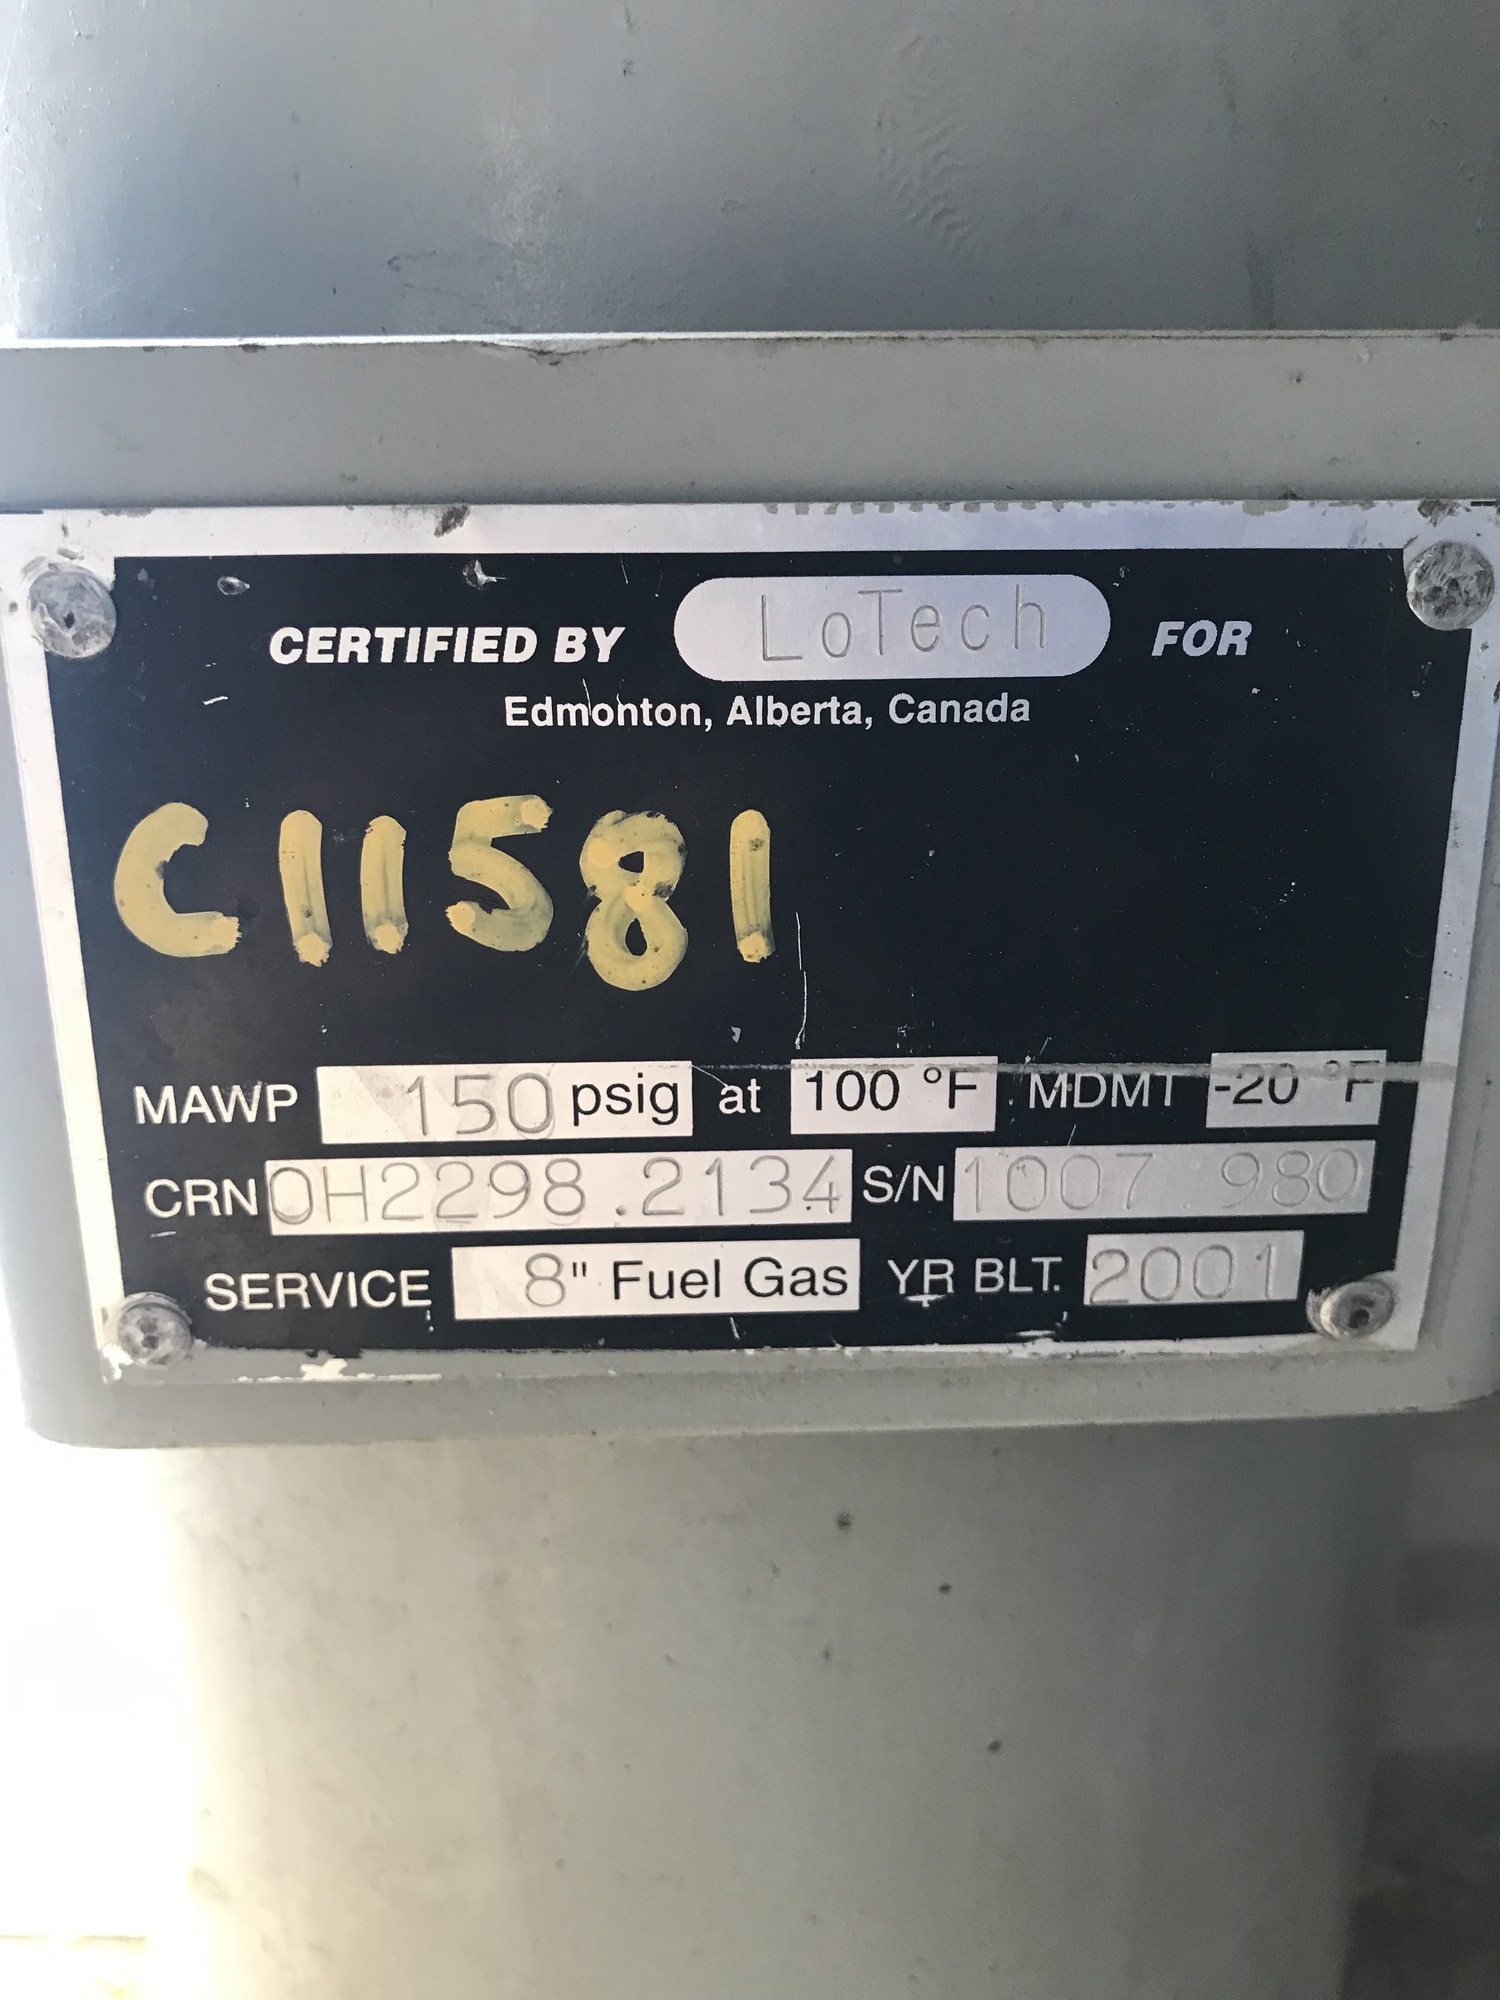 CERTIFIED BY LoTech FOR
Edmonton, Alberta, Canada
C11581
MAWP 150 psig at 100 °F MDMT -20 °F
CRN 0H2298.2134 S/N 1007 980
SERVICE 8" Fuel Gas YR BLT. 2001